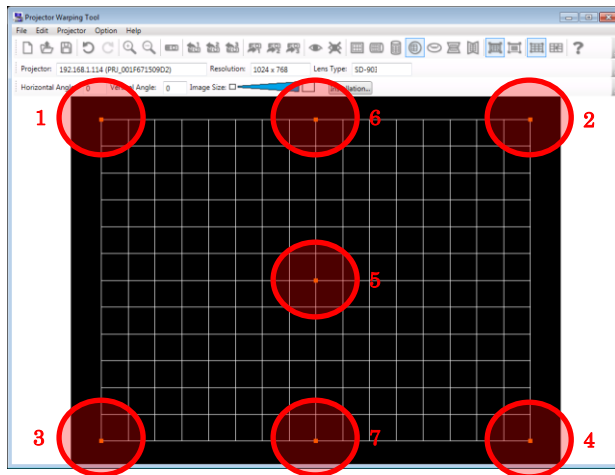 Projector Warping Tool
File Edit Projector Option Help
Projector: 192.168.1.114 (PRJ_001F671509D2) Resolution: 1024 x 768 Lens Type: SD-90J
Horizontal Angle: 0 Vertical Angle: 0 Image Size: Installation...
1 6 2
5
3 7 4